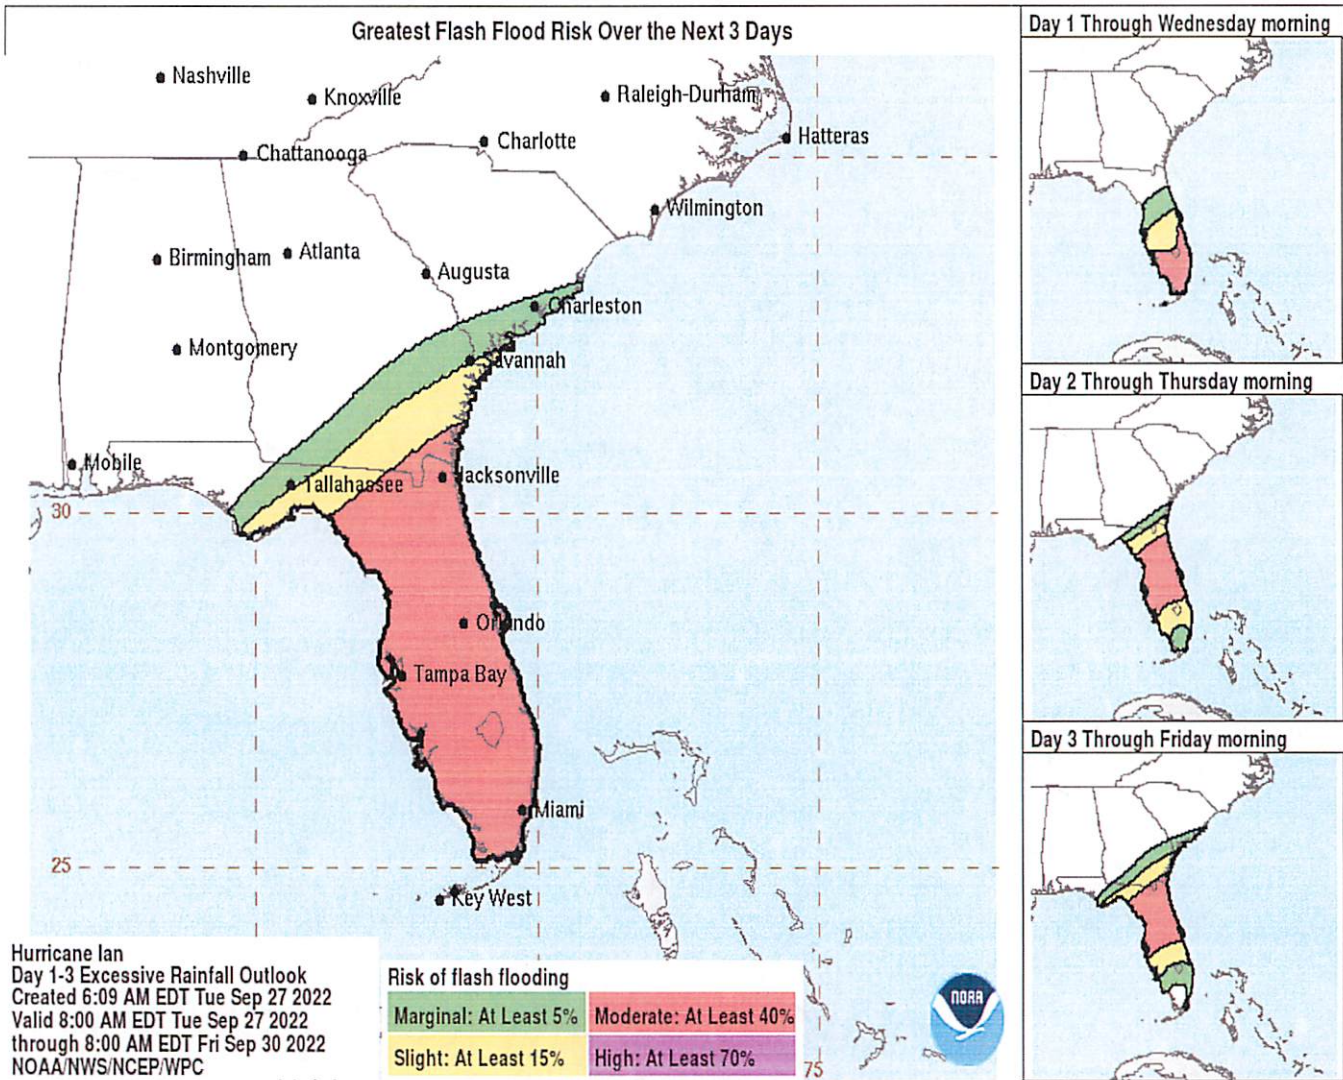 Greatest Flash Flood Risk Over the Next 3 Days
Nashville
Knoxville
Raleigh-Durham
Chattanooga
Charlotte
Hatteras
Wilmington
Birmingham
Atlanta
Augusta
Charleston
Montgomery
Savannah
Mobile
Tallahassee
Jacksonville
30
Orlando
Tampa Bay
Miami
25
Key West
75
Hurricane Ian
Day 1-3 Excessive Rainfall Outlook
Created 6:09 AM EDT Tue Sep 27 2022
Valid 8:00 AM EDT Tue Sep 27 2022
through 8:00 AM EDT Fri Sep 30 2022
NOAA/NWS/NCEP/WPC
Risk of flash flooding
Marginal: At Least 5%
Moderate: At Least 40%
Slight: At Least 15%
High: At Least 70%
NOAA
Day 1 Through Wednesday morning
Day 2 Through Thursday morning
Day 3 Through Friday morning